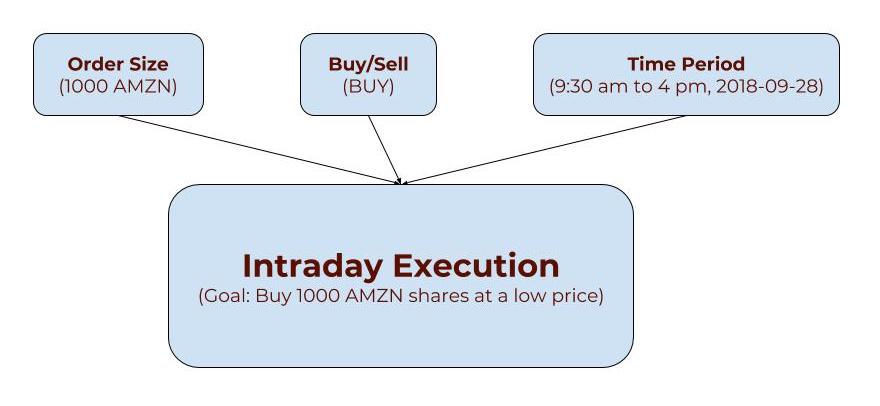 Order Size
(1000 AMZN)
Buy/Sell
(BUY)
Time Period
(9:30 am to 4 pm, 2018-09-28)
Intraday Execution
(Goal: Buy 1000 AMZN shares at a low price)